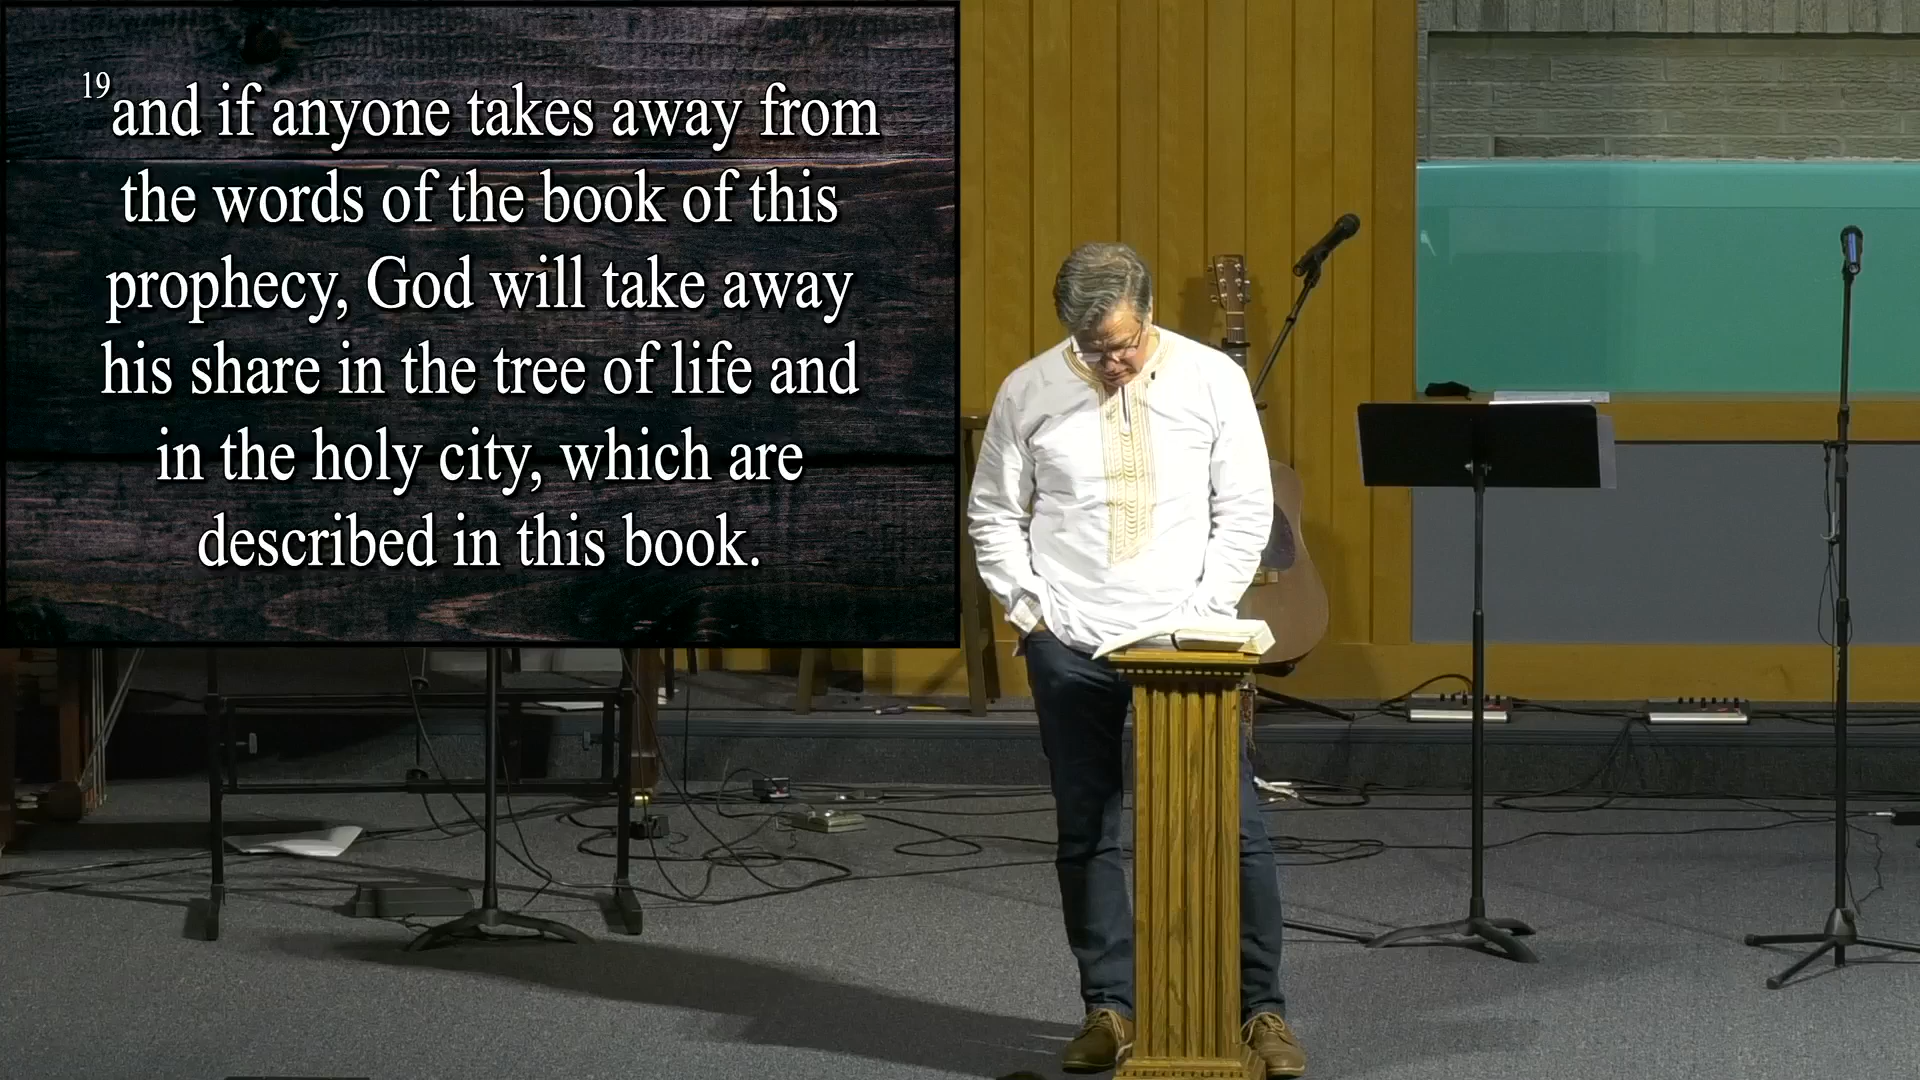 19and if anyone takes away from
the words of the book of this
prophecy, God will take away
his share in the tree of life and
in the holy city, which are
described in this book.